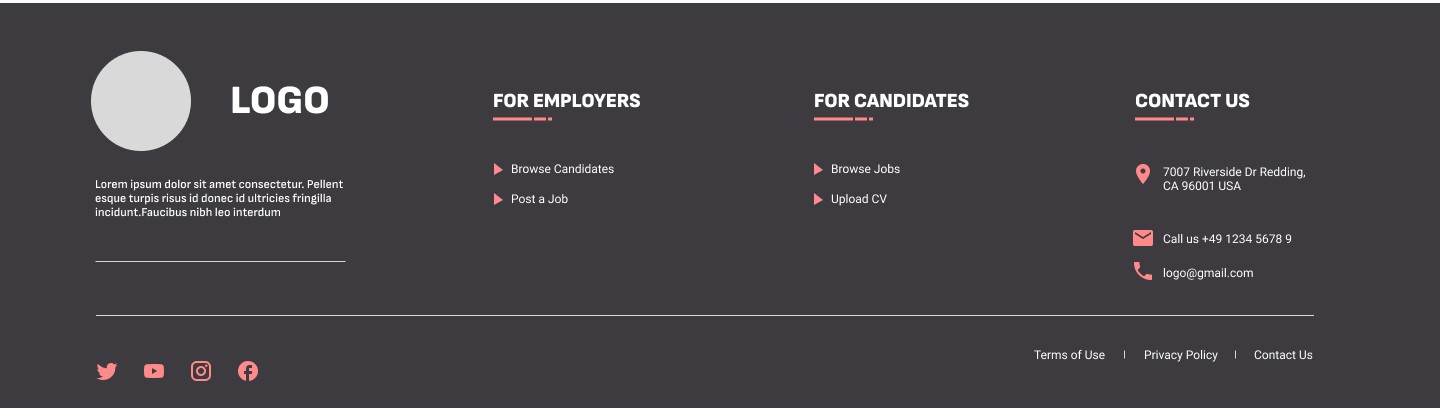 LOGO
Lorem ipsum dolor sit amet consectetur. Pellent
esque turpis risus id donec id ultricies fringilla
incidunt.Faucibus nibh leo interdum
FOR EMPLOYERS
Browse Candidates
Post a Job
FOR CANDIDATES
Browse Jobs
Upload CV
CONTACT US
7007 Riverside Dr Redding,
CA 96001 USA
Call us +49 1234 5678 9
logo@gmail.com
Terms of Use | Privacy Policy | Contact Us